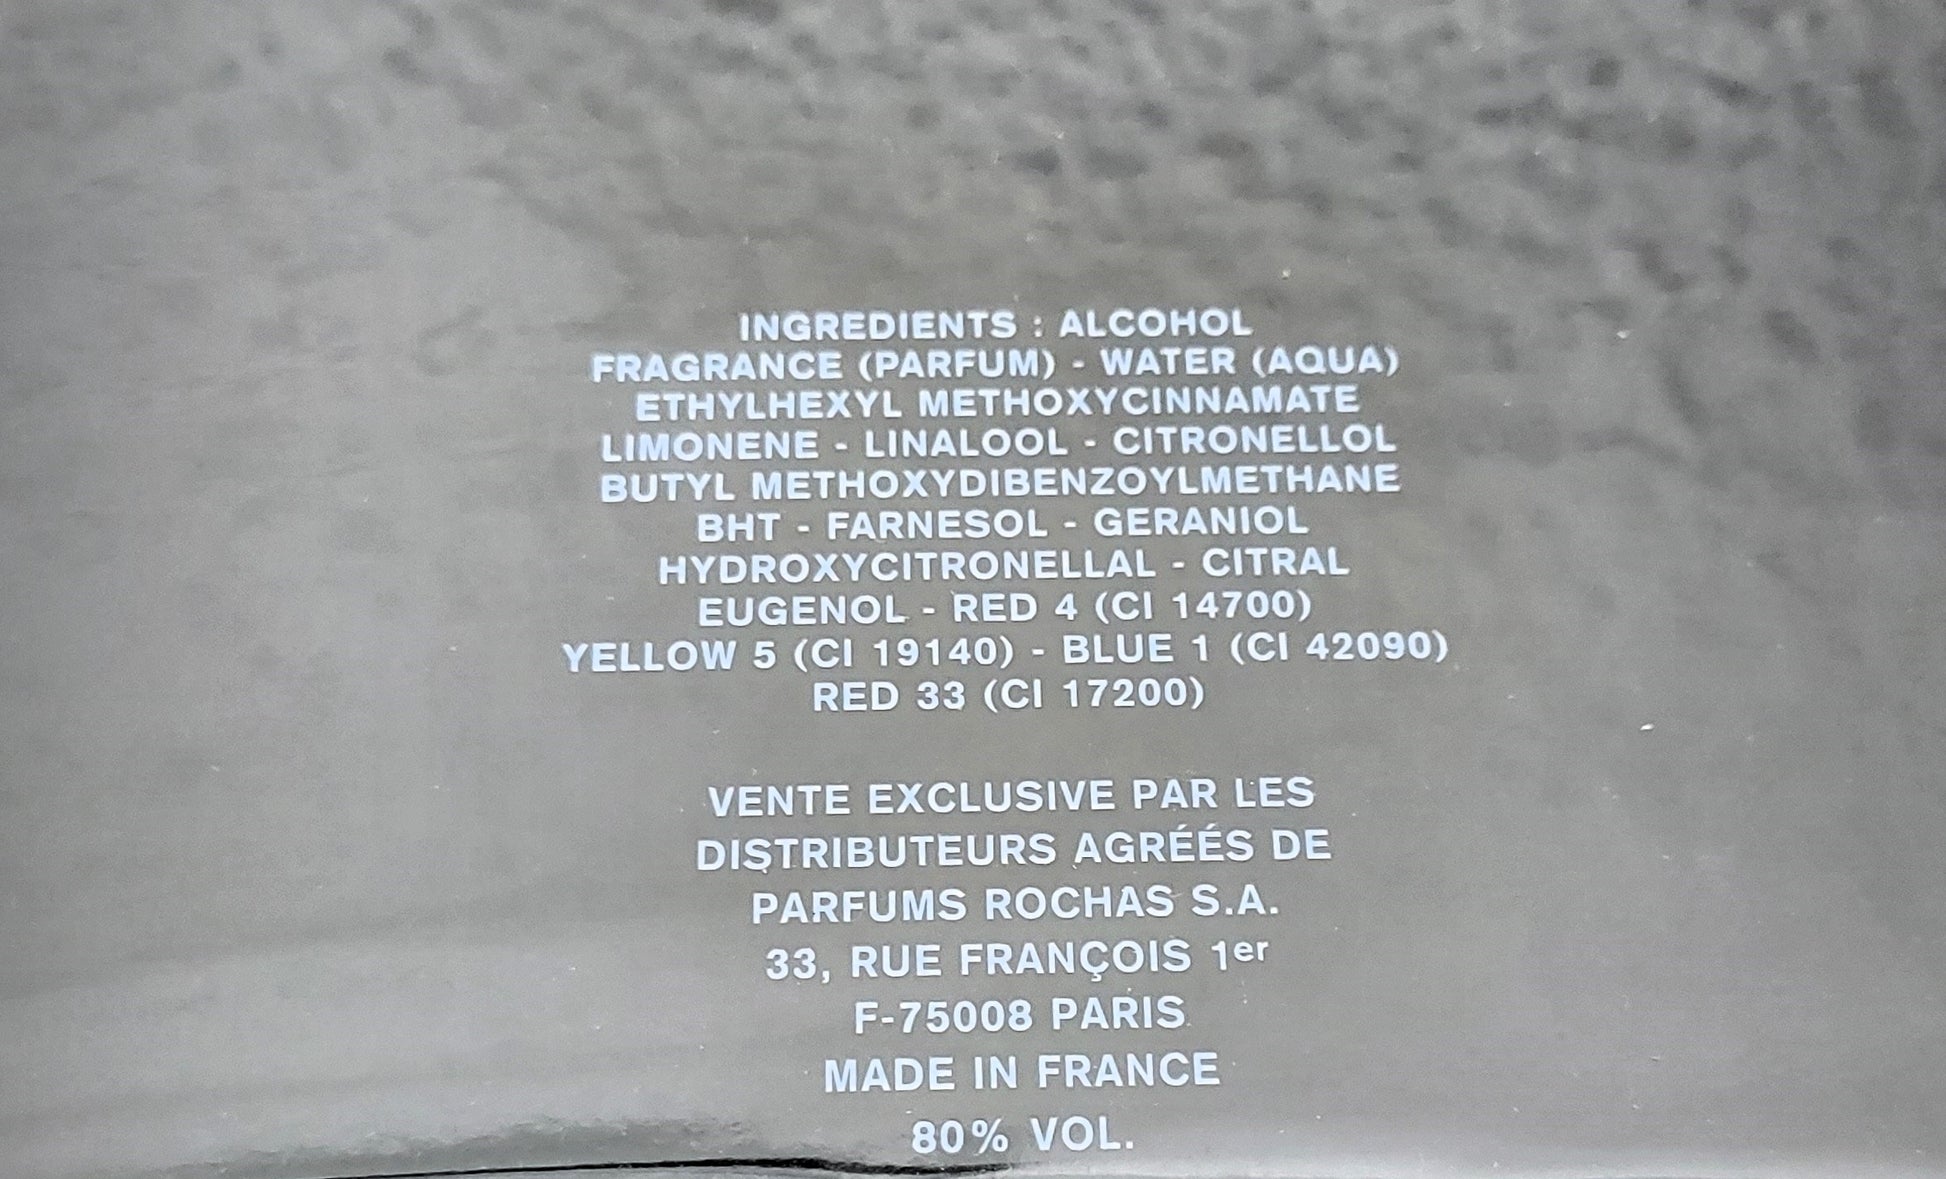 INGREDIENTS : ALCOHOL
FRAGRANCE (PARFUM) - WATER (AQUA)
ETHYLHEXYL METHOXYCINNAMATE
LIMONENE - LINALOOL - CITRONELLOL
BUTYL METHOXYDIBENZOYLMETHANE
BHT - FARNESOL - GERANIOL
HYDROXYCITRONELLAL - CITRAL
EUGENOL - RED 4 (CI 14700)
YELLOW 5 (CI 19140) - BLUE 1 (CI 42090)
RED 33 (CI 17200)
VENTE EXCLUSIVE PAR LES
DISTRIBUTEURS AGRÉÉS DE
PARFUMS ROCHAS S.A.
33, RUE FRANÇOIS 1er
F-75008 PARIS
MADE IN FRANCE
80% VOL.